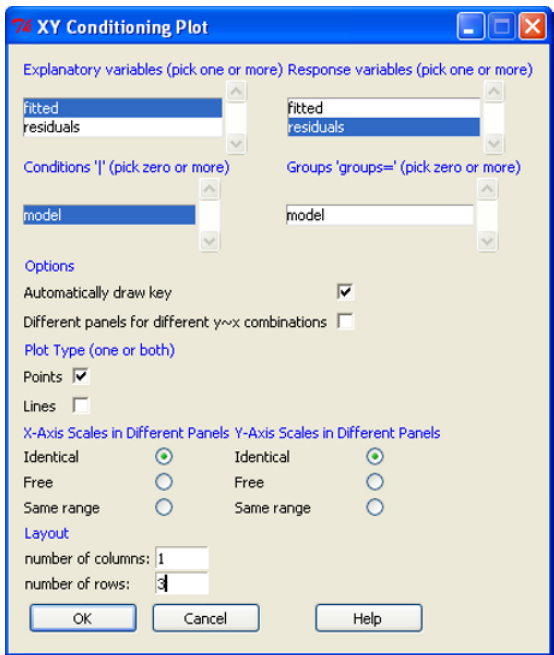 XY Conditioning Plot
Explanatory variables (pick one or more) Response variables (pick one or more)
fitted
residuals
fitted
residuals
Conditions '|' (pick zero or more)
Groups 'groups=' (pick zero or more)
model
model
Options
Automatically draw key
Different panels for different y~x combinations
Plot Type (one or both)
Points
Lines
X-Axis Scales in Different Panels Y-Axis Scales in Different Panels
Identical
Identical
Free
Free
Same range
Same range
Layout
number of columns: 1
number of rows: 3
OK
Cancel
Help